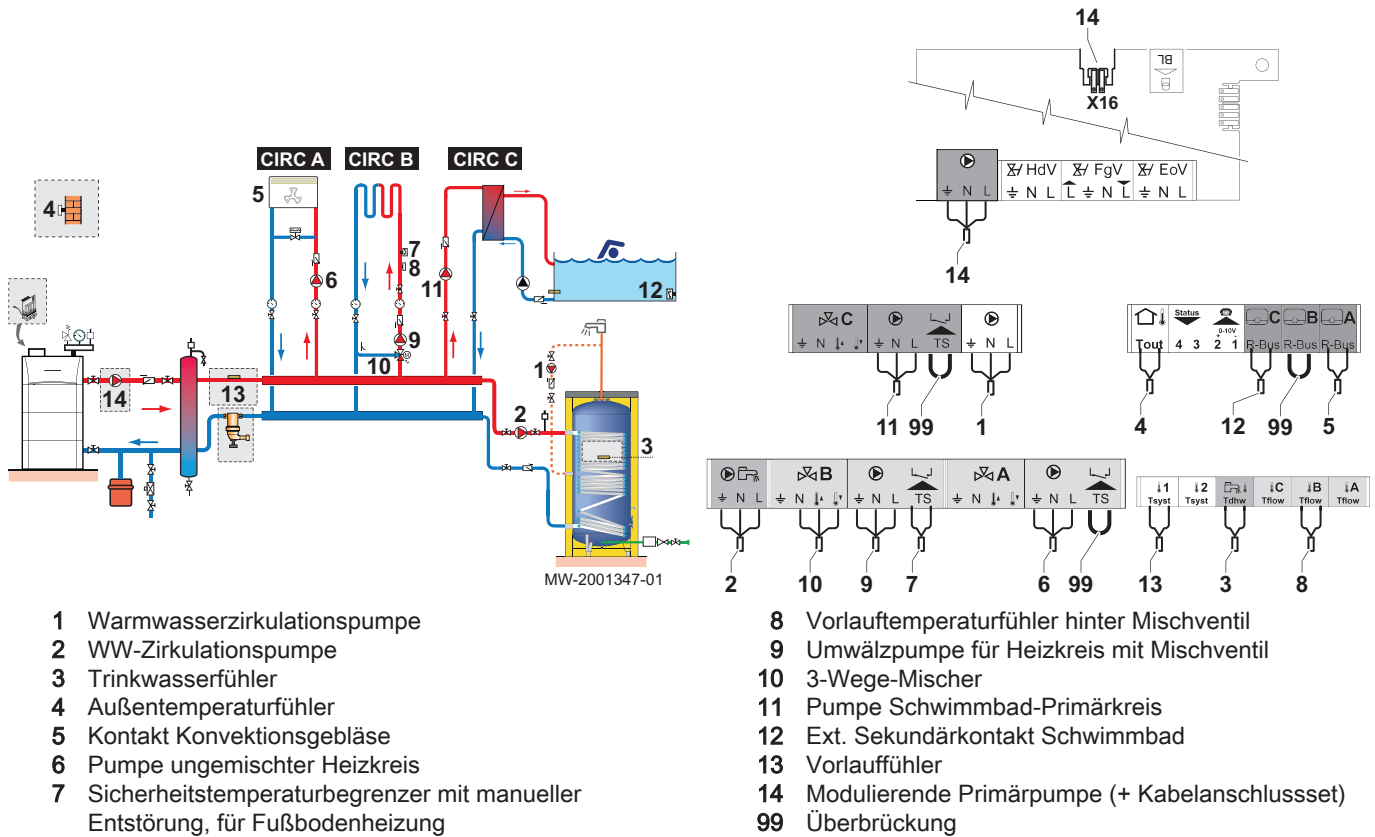 14
BL
X16
HdV FgV EoV
N L N L L N L N L
14
CIRC A CIRC B CIRC C
5
4
7
8
6
11
12
9
10
1
14
13
2
3
MW-2001347-01
C
N N L TS N L
11 99 1
Status C B A
0-10V
Tout 4 3 2 1 R-Bus R-Bus R-Bus
4 12 99 5
B A
N L N N L TS N N L TS
2 10 9 7 6 99
1 2 C B A
Tsyst Tsyst Tdhw Tflow Tflow Tflow
13 3 8
1 Warmwasserzirkulationspumpe
2 WW-Zirkulationspumpe
3 Trinkwasserfühler
4 Außentemperaturfühler
5 Kontakt Konvektionsgebläse
6 Pumpe ungemischter Heizkreis
7 Sicherheitstemperaturbegrenzer mit manueller
Entstörung, für Fußbodenheizung
8 Vorlauftemperaturfühler hinter Mischventil
9 Umwälzpumpe für Heizkreis mit Mischventil
10 3-Wege-Mischer
11 Pumpe Schwimmbad-Primärkreis
12 Ext. Sekundärkontakt Schwimmbad
13 Vorlauffühler
14 Modulierende Primärpumpe (+ Kabelanschlussset)
99 Überbrückung